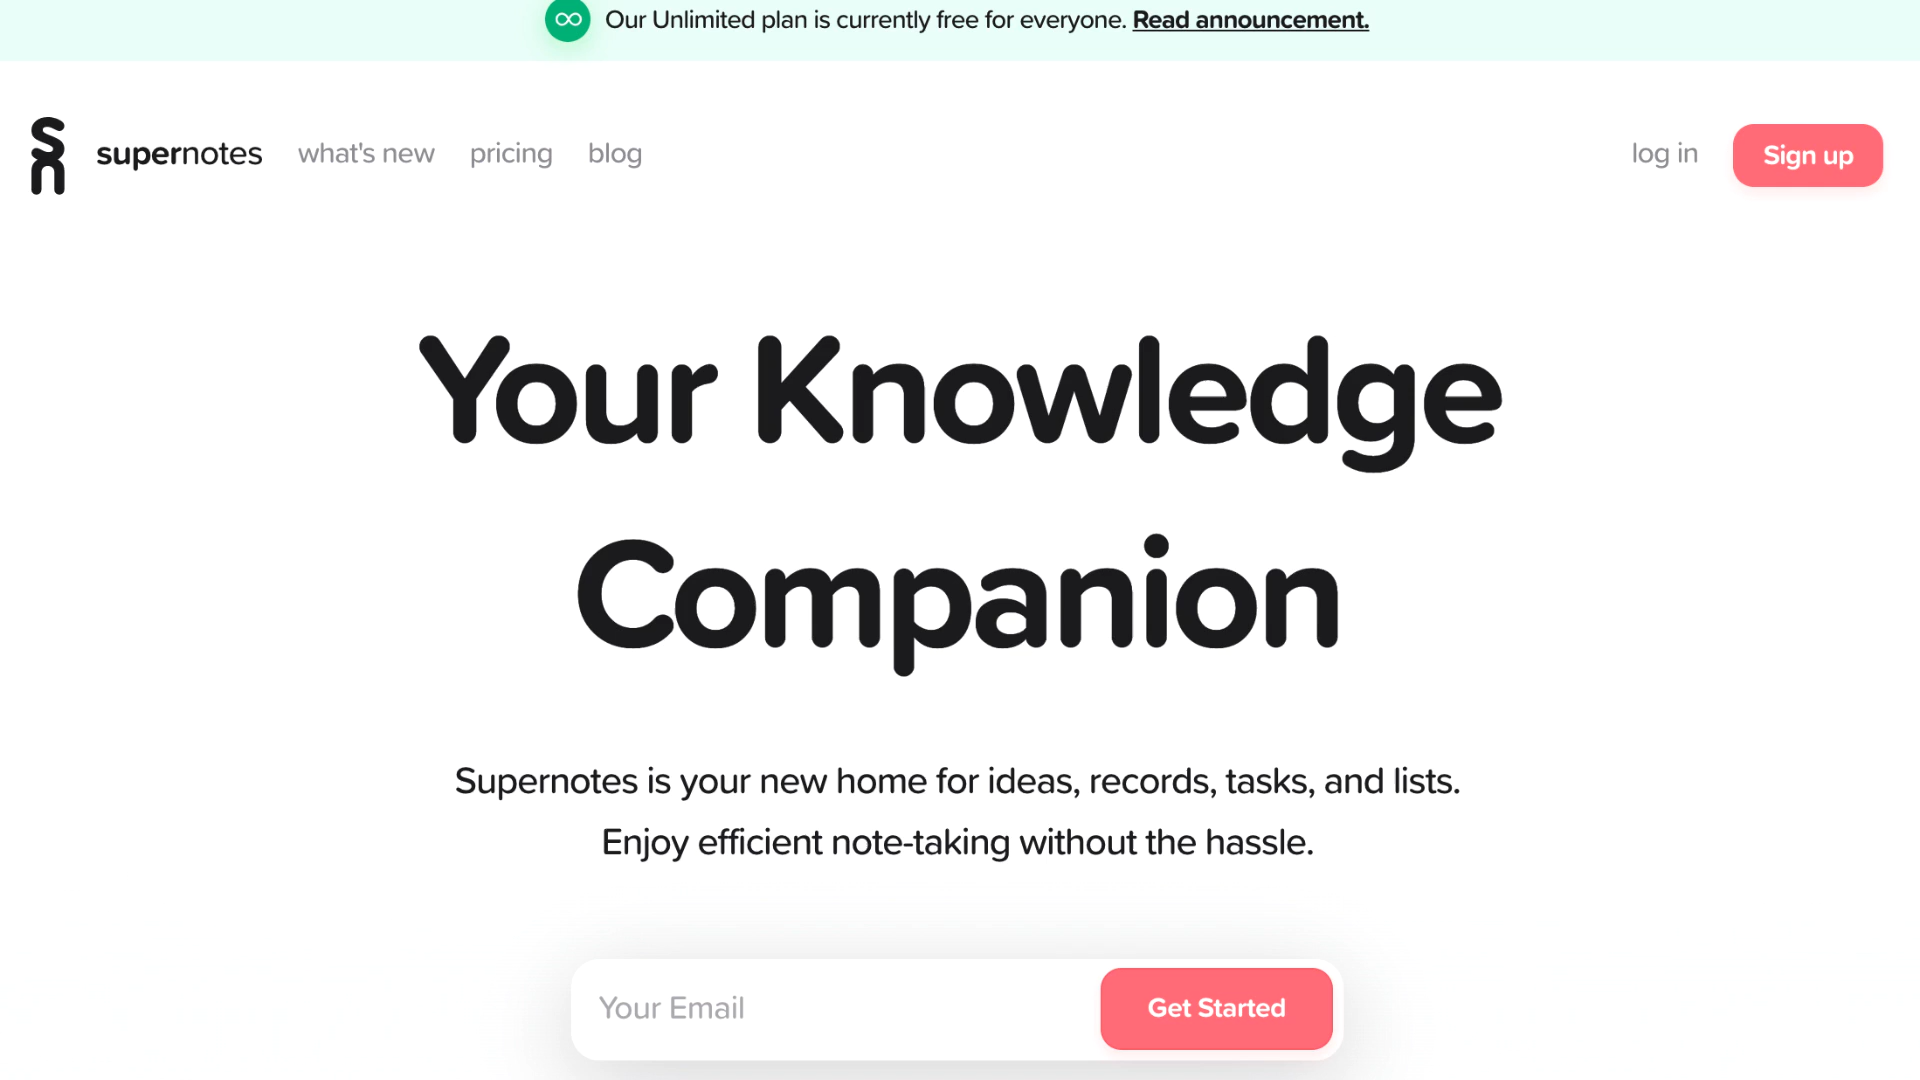 Our Unlimited plan is currently free for everyone. Read announcement.
sn supernotes what's new pricing blog log in Sign up
Your Knowledge
Companion
Supernotes is your new home for ideas, records, tasks, and lists.
Enjoy efficient note-taking without the hassle.
Your Email Get Started